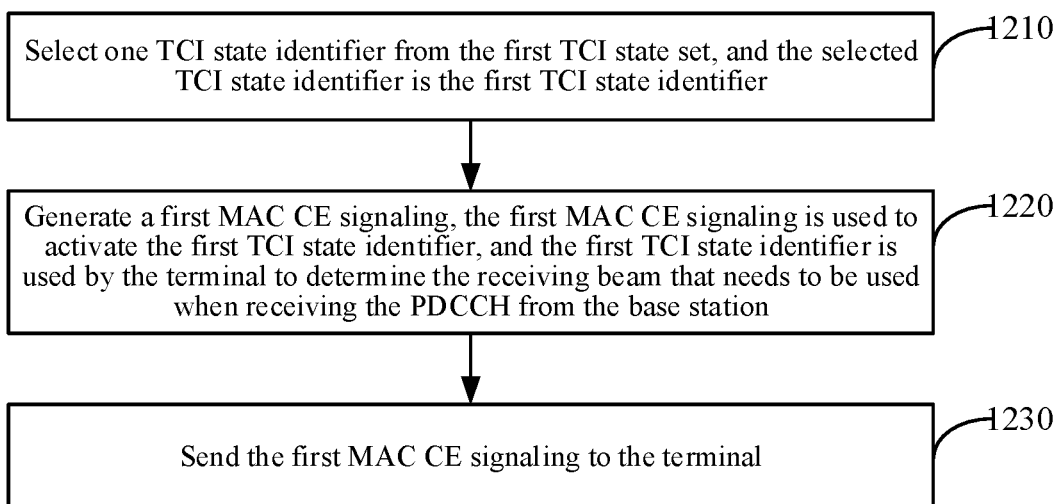 1210
Select one TCI state identifier from the first TCI state set, and the selected
TCI state identifier is the first TCI state identifier
1220
Generate a first MAC CE signaling, the first MAC CE signaling is used to
activate the first TCI state identifier, and the first TCI state identifier is
used by the terminal to determine the receiving beam that needs to be used
when receiving the PDCCH from the base station
1230
Send the first MAC CE signaling to the terminal